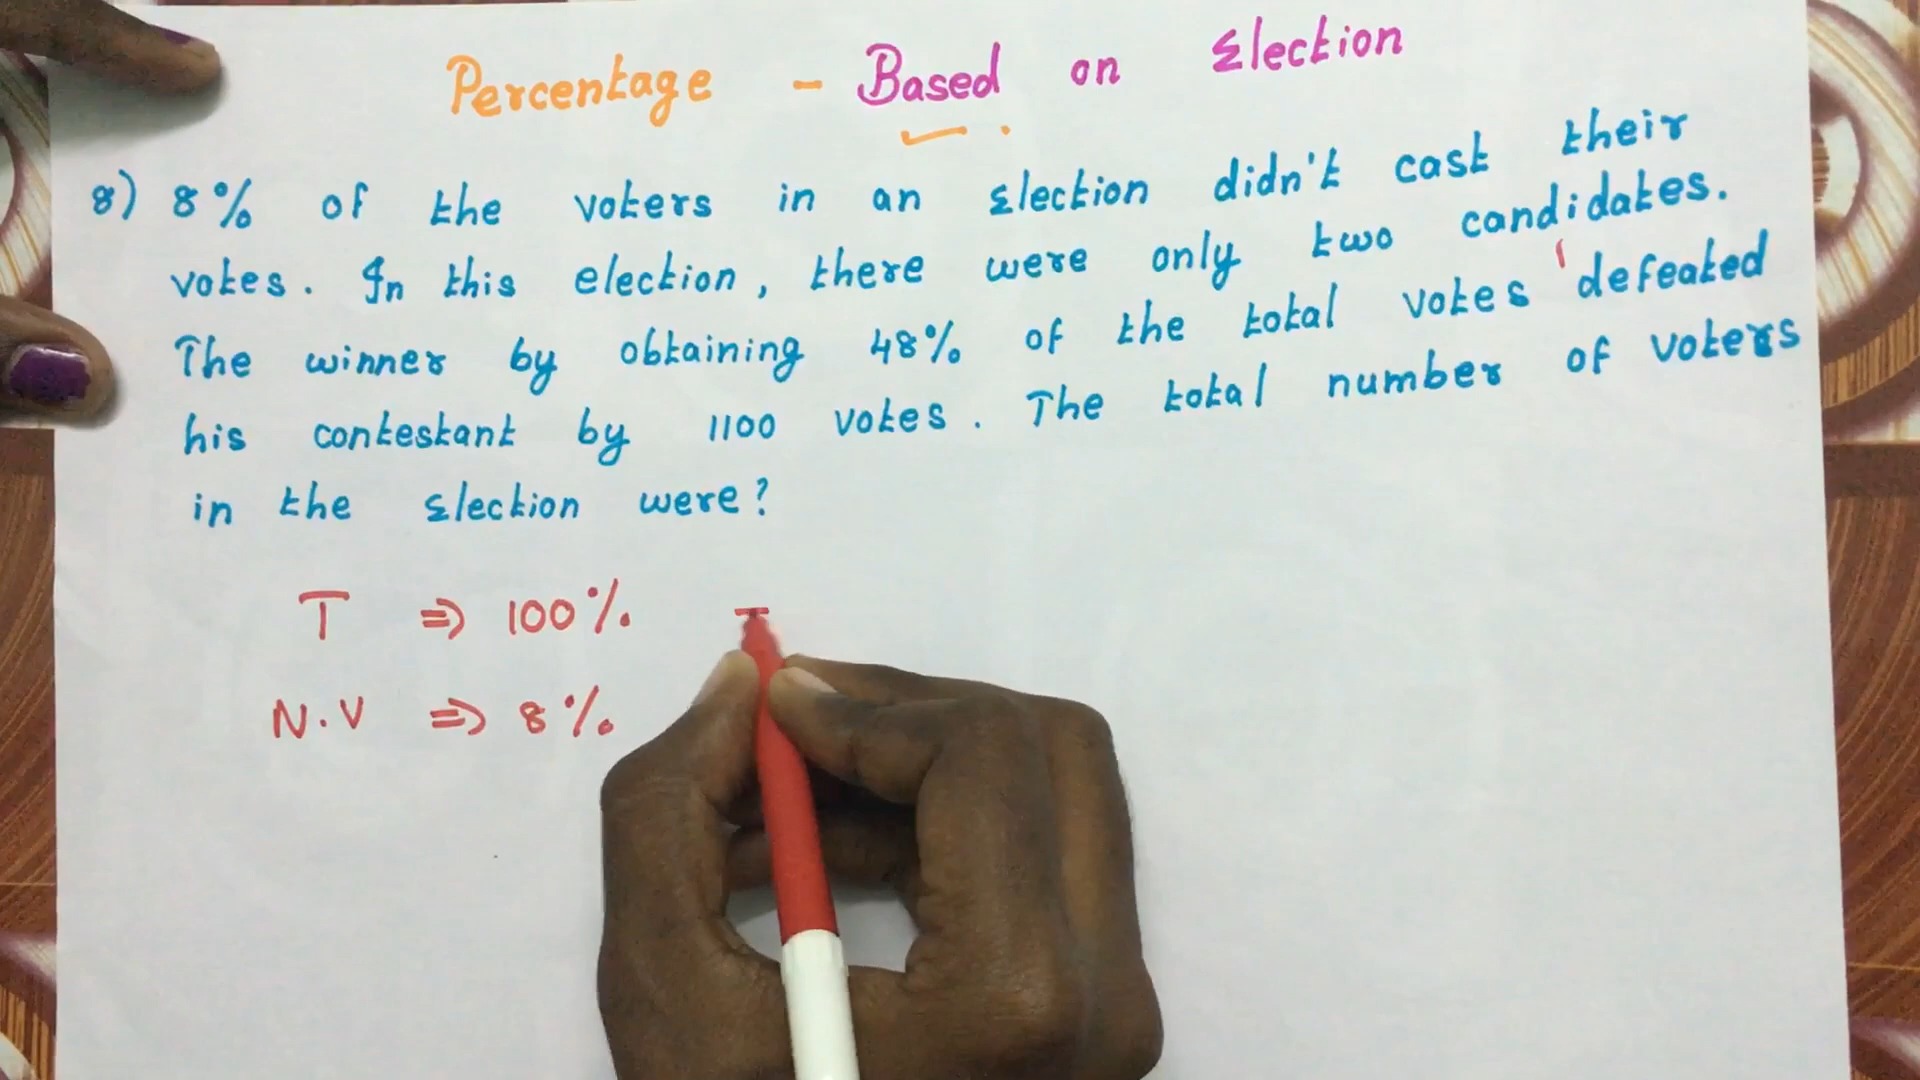 Percentage - Based on Election
8) 8% of the voters in an Election didn't cast their
votes. In this election, there were only two candidates.
The winner by obtaining 48% of the total votes defeated
his contestant by 1100 votes. The total number of voters
in the Election were?
T ⇒ 100%
N.V ⇒ 8%